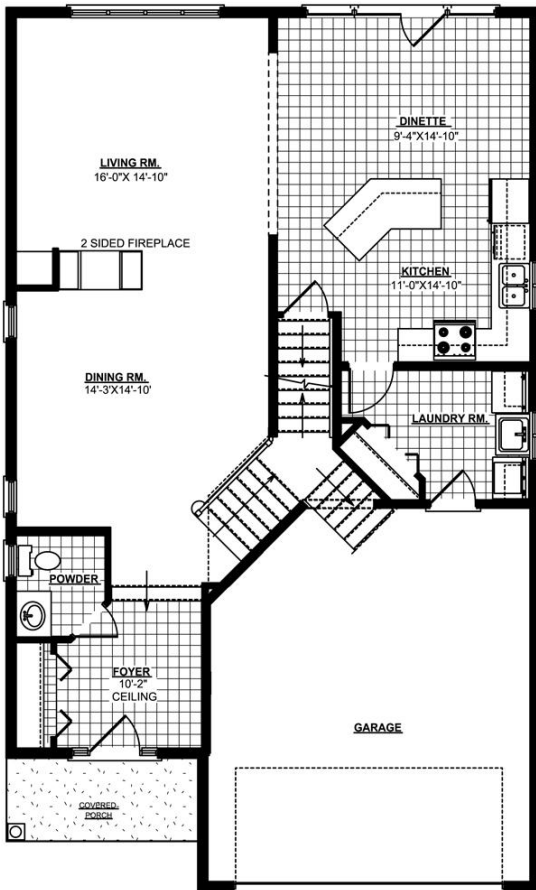 DINETTE
9'-4"X14'-10"
LIVING RM.
16'-0"X 14'-10"
2 SIDED FIREPLACE
KITCHEN
11'-0"X14'-10"
DINING RM.
14'-3'X14'-10'
LAUNDRY RM.
POWDER
FOYER
10'-2"
CEILING
GARAGE
COVERED
PORCH